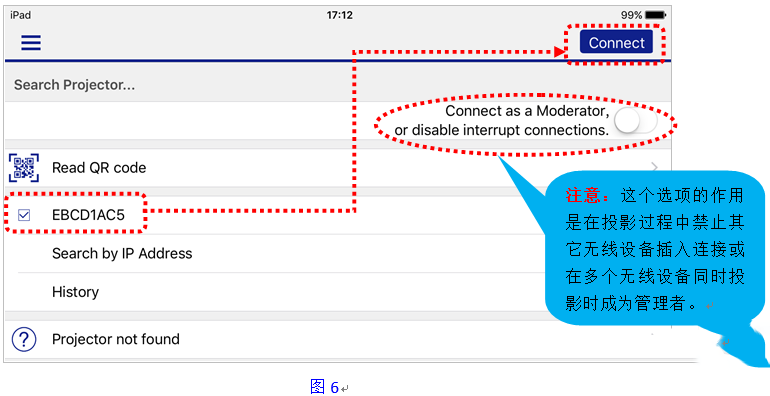 iPad 17:12 99%
Connect
Search Projector...
Connect as a Moderator,
or disable interrupt connections.
Read QR code
EBCD1AC5
Search by IP Address
History
Projector not found
注意：这个选项的作用
是在投影过程中禁止其
它无线设备插入连接或
在多个无线设备同时投
影时成为管理者。
图 6